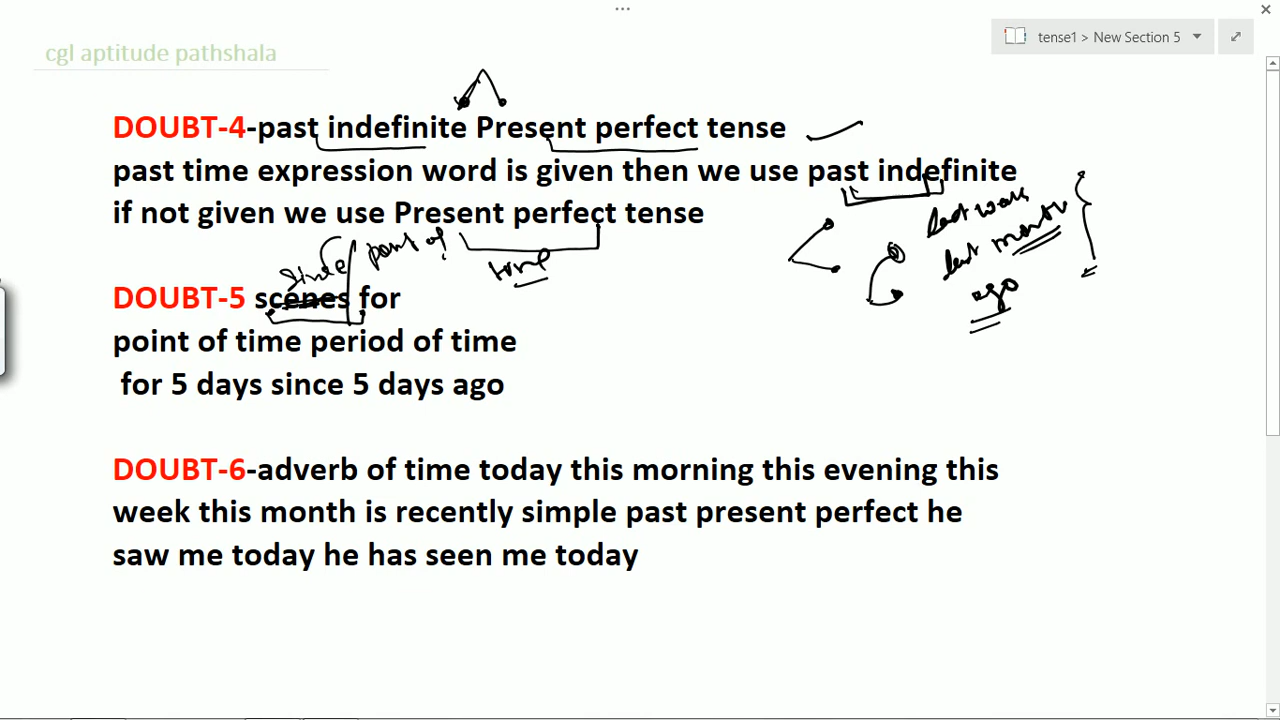 cgl aptitude pathshala
tense1 > New Section 5
DOUBT-4-past indefinite Present perfect tense
past time expression word is given then we use past indefinite
if not given we use Present perfect tense
last week
last month
ago
since point of
time
DOUBT-5 scenes for
point of time period of time
for 5 days since 5 days ago
DOUBT-6-adverb of time today this morning this evening this
week this month is recently simple past present perfect he
saw me today he has seen me today